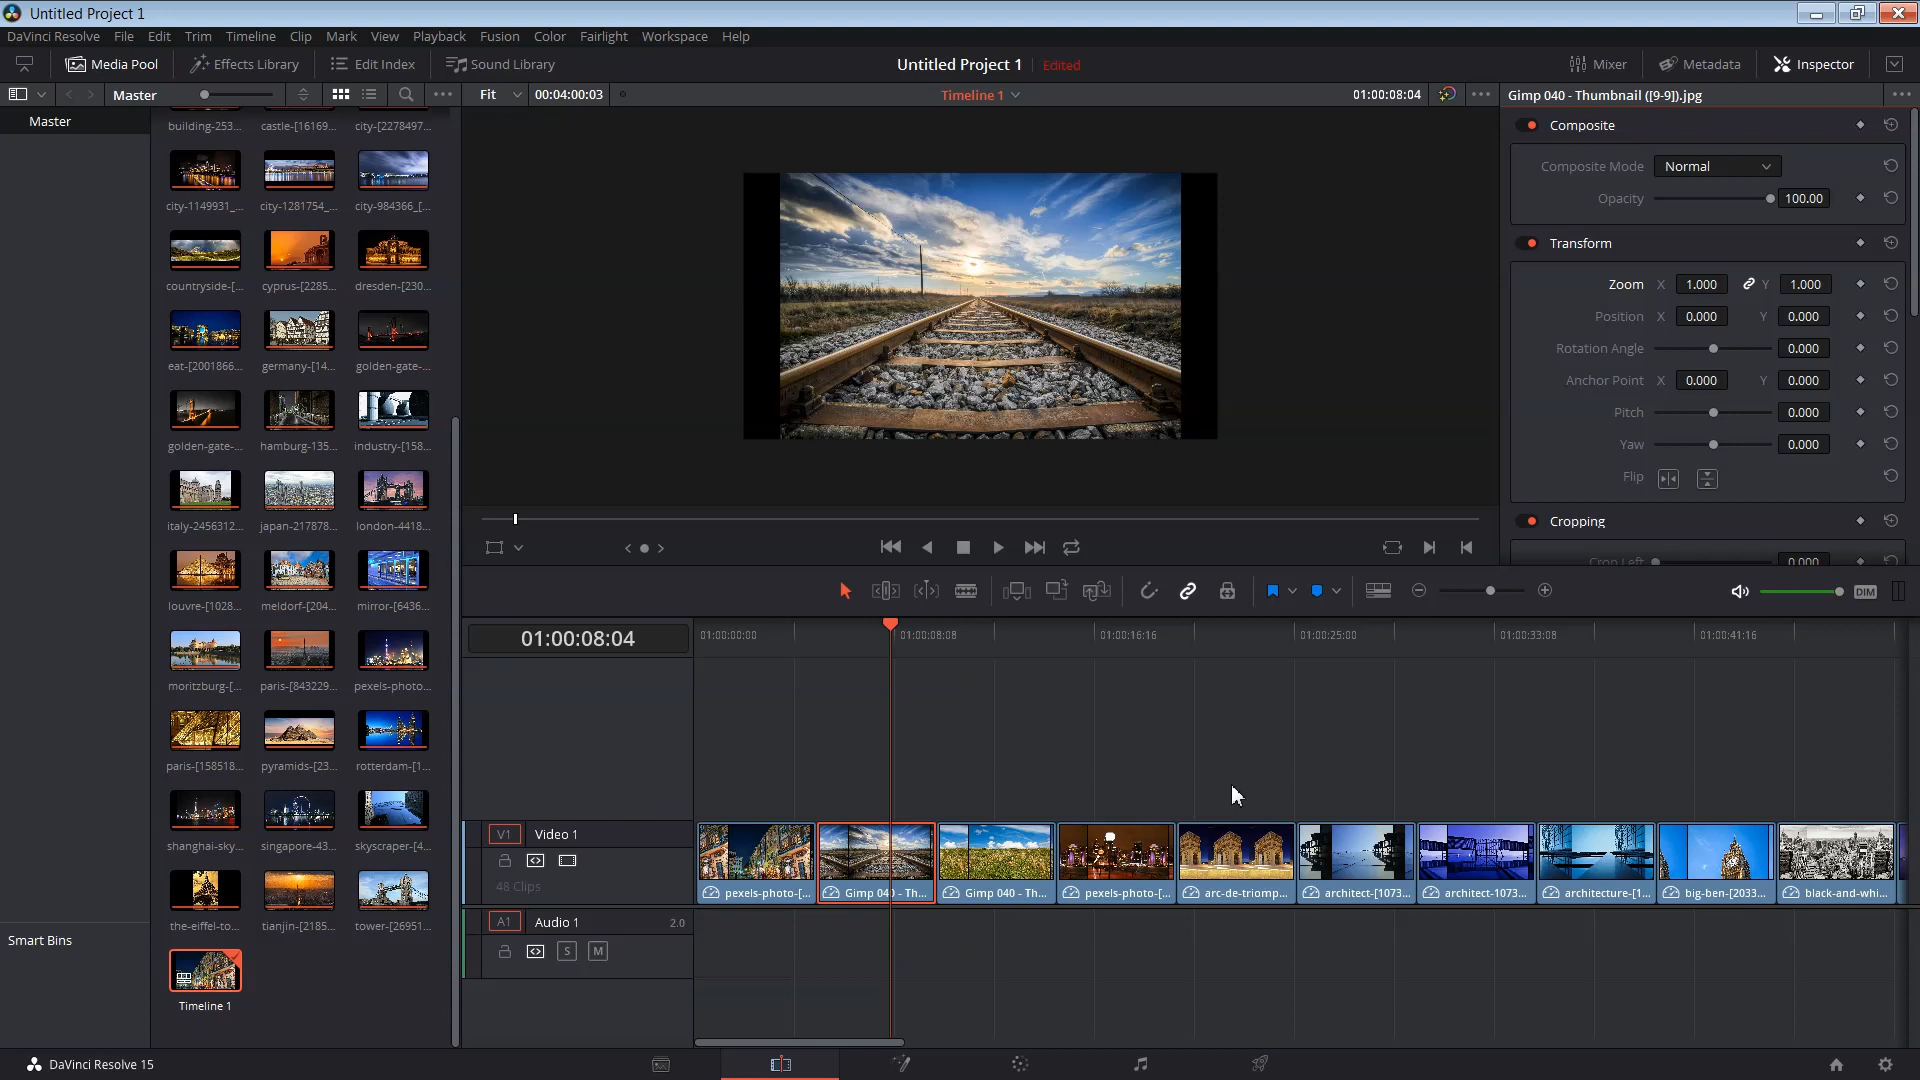 Untitled Project 1
DaVinci Resolve File Edit Trim Timeline Clip Mark View Playback Fusion Color Fairlight Workspace Help
Media Pool Effects Library Edit Index Sound Library Untitled Project 1 Edited Mixer Metadata Inspector
Master Fit 00:04:00:03 Timeline 1 01:00:08:04 Gimp 040 - Thumbnail ([9-9]).jpg
Master
building-253... castle-[16169... city-[2278497...
city-1149931_... city-1281754_... city-984366_[...
countryside-[... cyprus-[2285... dresden-[230...
eat-[2001866... germany-[14... golden-gate-...
golden-gate-... hamburg-135... industry-[158...
italy-2456312... japan-217878... london-4418...
louvre-[1028... meldorf-[204... mirror-[6436...
moritzburg-[... paris-[843229... pexels-photo...
paris-[158518... pyramids-[23... rotterdam-[1...
shanghai-sky... singapore-43... skyscraper-[4...
the-eiffel-to... tianjin-[2185... tower-[26951...
Timeline 1
Smart Bins
Composite
Composite Mode Normal
Opacity 100.00
Transform
Zoom X 1.000 Y 1.000
Position X 0.000 Y 0.000
Rotation Angle 0.000
Anchor Point X 0.000 Y 0.000
Pitch 0.000
Yaw 0.000
Flip
Cropping
Crop Left 0.000
DIM
01:00:08:04 01:00:00:00 01:00:08:08 01:00:16:16 01:00:25:00 01:00:33:08 01:00:41:16
V1 Video 1
48 Clips
pexels-photo-[... Gimp 040 - Th... Gimp 040 - Th... pexels-photo-[... arc-de-triomp... architect-[1073... architect-1073... architecture-[1... big-ben-[2033... black-and-whi...
A1 Audio 1 2.0
S M
DaVinci Resolve 15